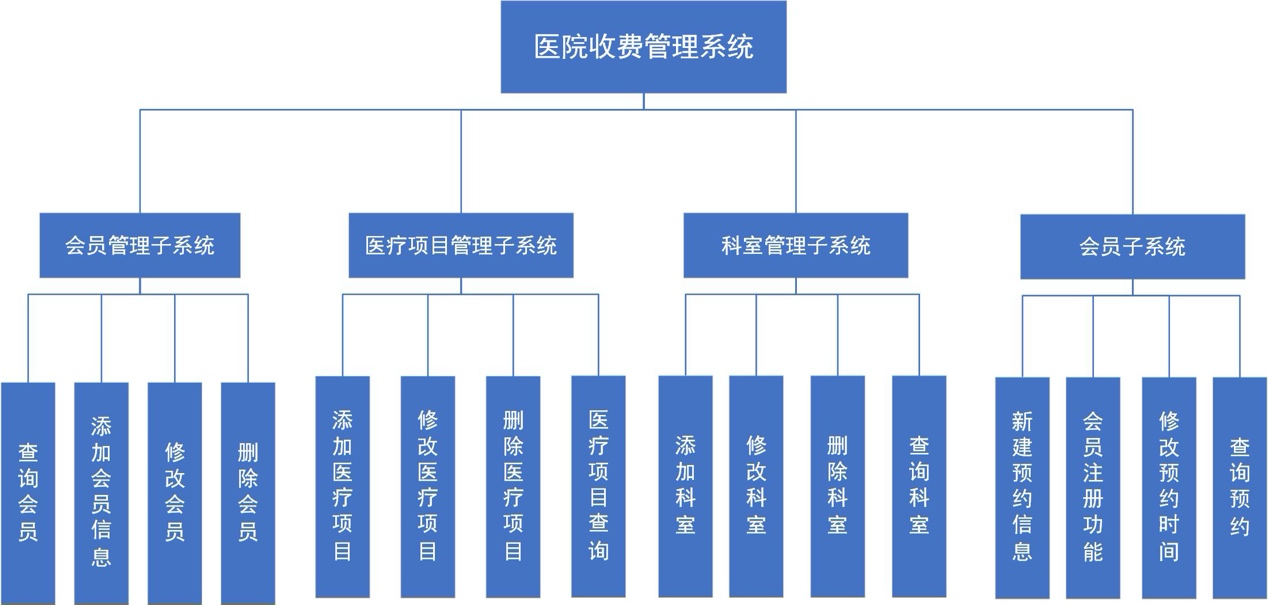 医院收费管理系统
会员管理子系统
医疗项目管理子系统
科室管理子系统
会员子系统
查询会员
添加会员信息
修改会员
删除会员
添加医疗项目
修改医疗项目
删除医疗项目
医疗项目查询
添加科室
修改科室
删除科室
查询科室
新建预约信息
会员注册功能
修改预约时间
查询预约